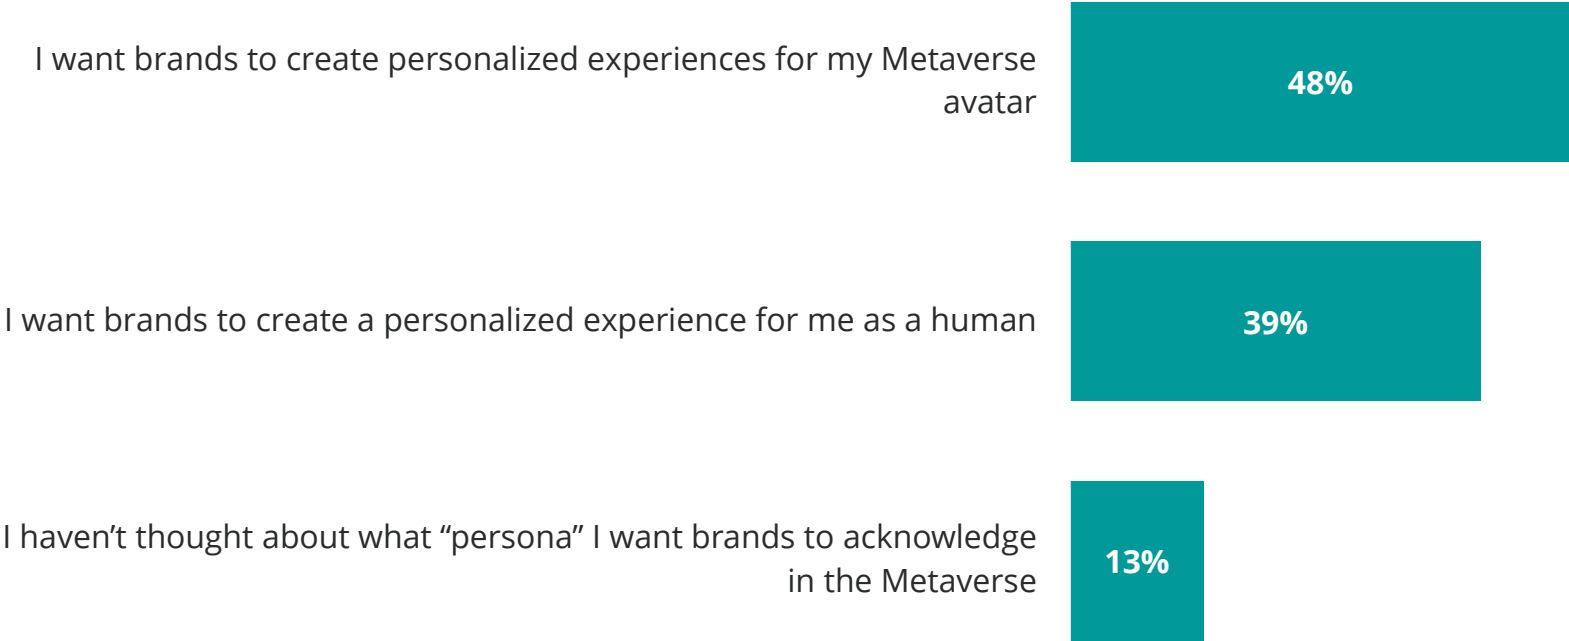 I want brands to create personalized experiences for my Metaverse
avatar
48%
I want brands to create a personalized experience for me as a human
39%
I haven’t thought about what “persona” I want brands to acknowledge
in the Metaverse
13%